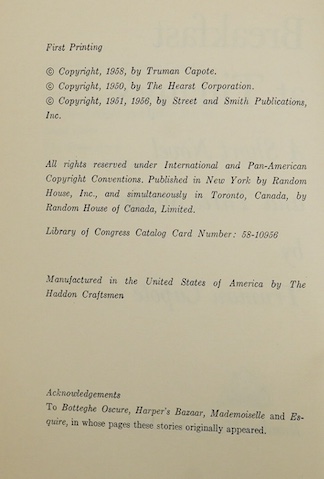 First Printing
© Copyright, 1958, by Truman Capote.
© Copyright, 1950, by The Hearst Corporation.
© Copyright, 1951, 1956, by Street and Smith Publications,
Inc.
All rights reserved under International and Pan-American
Copyright Conventions. Published in New York by Random
House, Inc., and simultaneously in Toronto, Canada, by
Random House of Canada, Limited.
Library of Congress Catalog Card Number: 58-10956
Manufactured in the United States of America by The
Haddon Craftsmen
Acknowledgements
To Botteghe Oscure, Harper's Bazaar, Mademoiselle and Es-
quire, in whose pages these stories originally appeared.